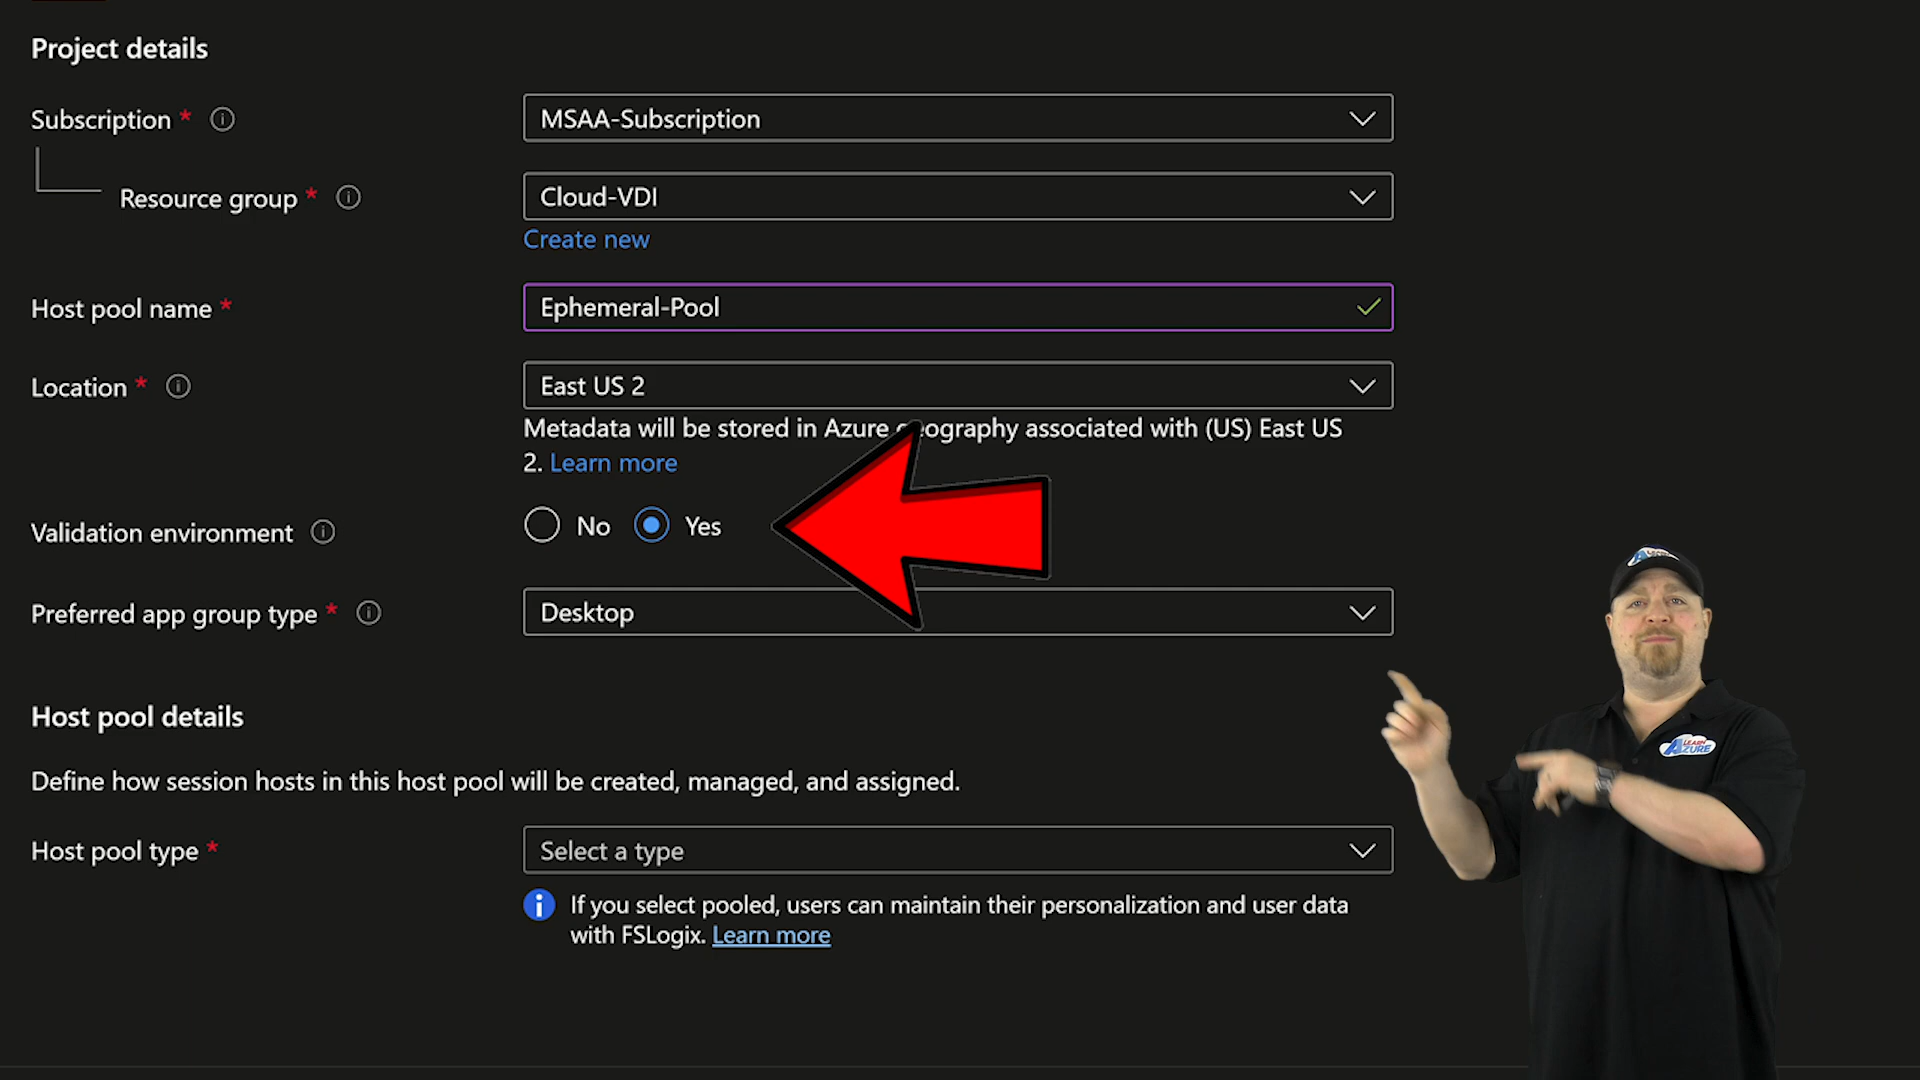 Project details
Subscription *
MSAA-Subscription
Resource group *
Cloud-VDI
Create new
Host pool name *
Ephemeral-Pool
Location *
East US 2
Metadata will be stored in Azure geography associated with (US) East US
2. Learn more
Validation environment
No
Yes
Preferred app group type *
Desktop
Host pool details
Define how session hosts in this host pool will be created, managed, and assigned.
Host pool type *
Select a type
If you select pooled, users can maintain their personalization and user data
with FSLogix. Learn more
LEARN
AZURE